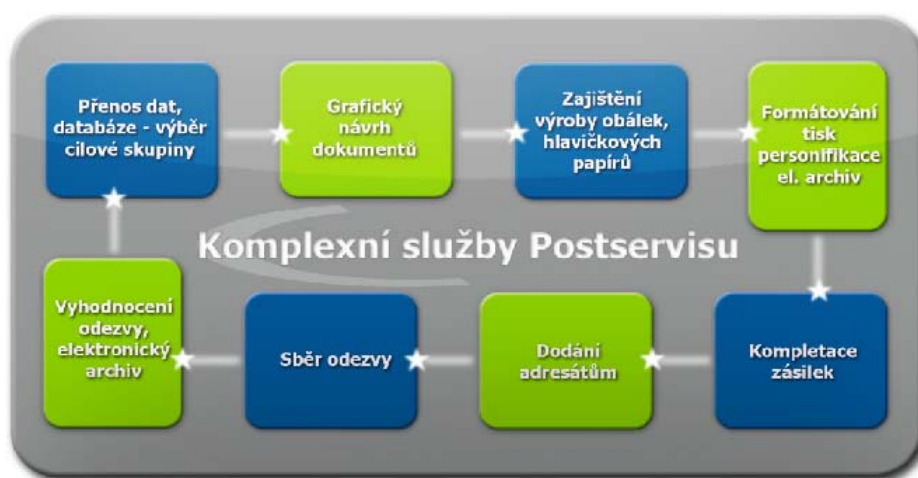 Přenos dat,
databáze - výběr
cilové skupiny
Grafický
návrh
dokumentů
Zajištění
výroby obálek,
hlavičkových
papírů
Formátování
tisk
personifikace
el. archiv
Komplexní služby Postservisu
Vyhodnocení
odezvy,
elektronický
archiv
Sběr odezvy
Dodání
adresátům
Kompletace
zásilek